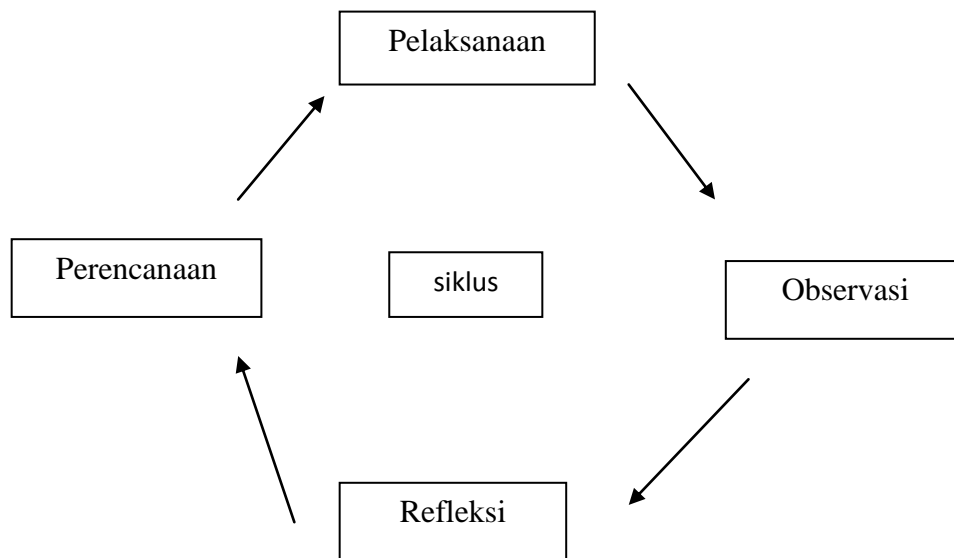 Pelaksanaan
Perencanaan
siklus
Observasi
Refleksi